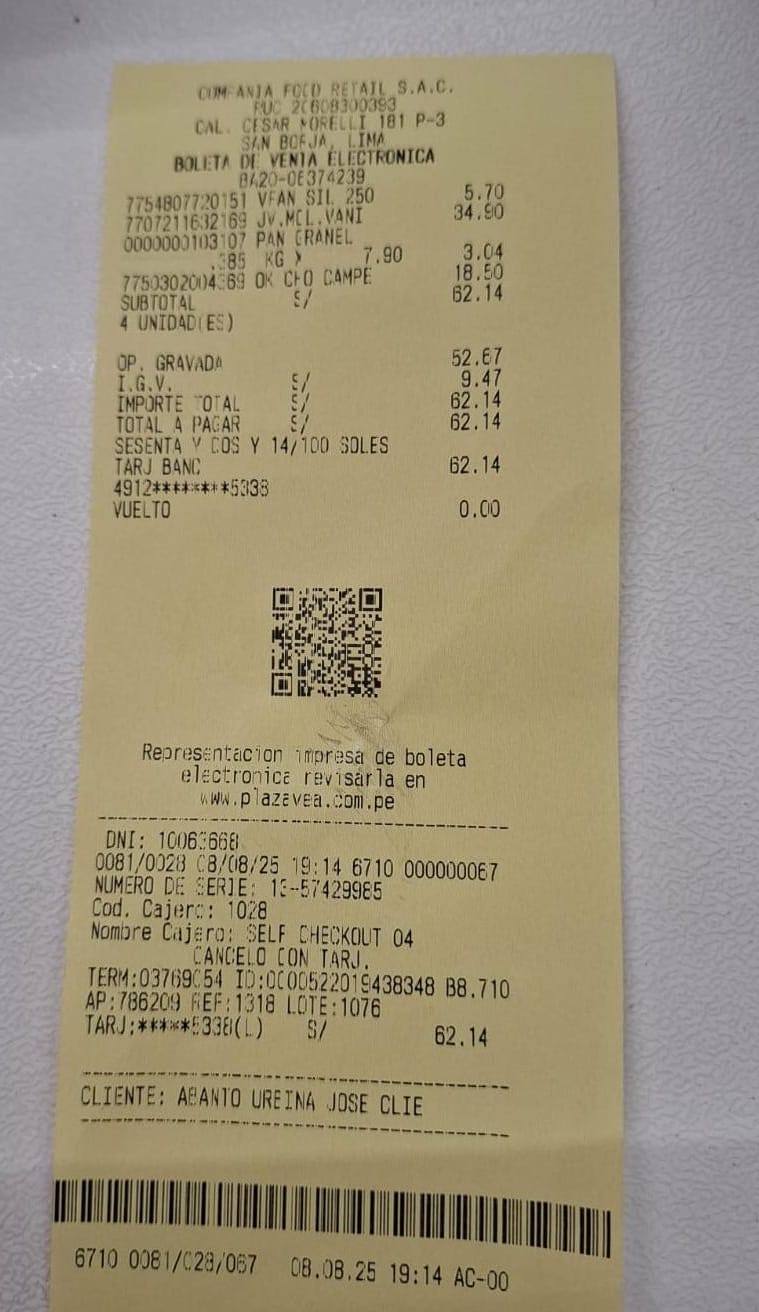 COMPANIA FOOD RETAIL S.A.C.
RUC 20608300393
CAL. CESAR MORELLI 181 P-3
SAN BORJA, LIMA
BOLETA DE VENTA ELECTRONICA
BA20-06374239
7754807720151 VFAN SIL 250 5.70
7707211632169 JV.MCL.VANI 34.90
0000000103107 PAN GRANEL
.385 KG X 7.90 3.04
7750302004369 OK CHO CAMPE 18.50
SUBTOTAL S/ 62.14
4 UNIDAD(ES)
OP. GRAVADA 52.67
I.G.V. S/ 9.47
IMPORTE TOTAL S/ 62.14
TOTAL A PAGAR S/ 62.14
SESENTA Y DOS Y 14/100 SOLES
TARJ BANC 62.14
4912********5338
VUELTO 0.00
Representacion impresa de boleta
electronica revisarla en
www.plazavea.com.pe
DNI: 10063668
0081/0028 08/08/25 19:14 6710 000000067
NUMERO DE SERIE: 13-57429985
Cod. Cajero: 1028
Nombre Cajero: SELF CHECKOUT 04
CANCELO CON TARJ.
TERM:03769054 ID:0000522019438348 B8.710
AP:786209 REF:1318 LOTE:1076
TARJ:*****5338(L) S/ 62.14
CLIENTE: ABANTO UREINA JOSE CLIE
6710 0081/028/067 08.08.25 19:14 AC-00